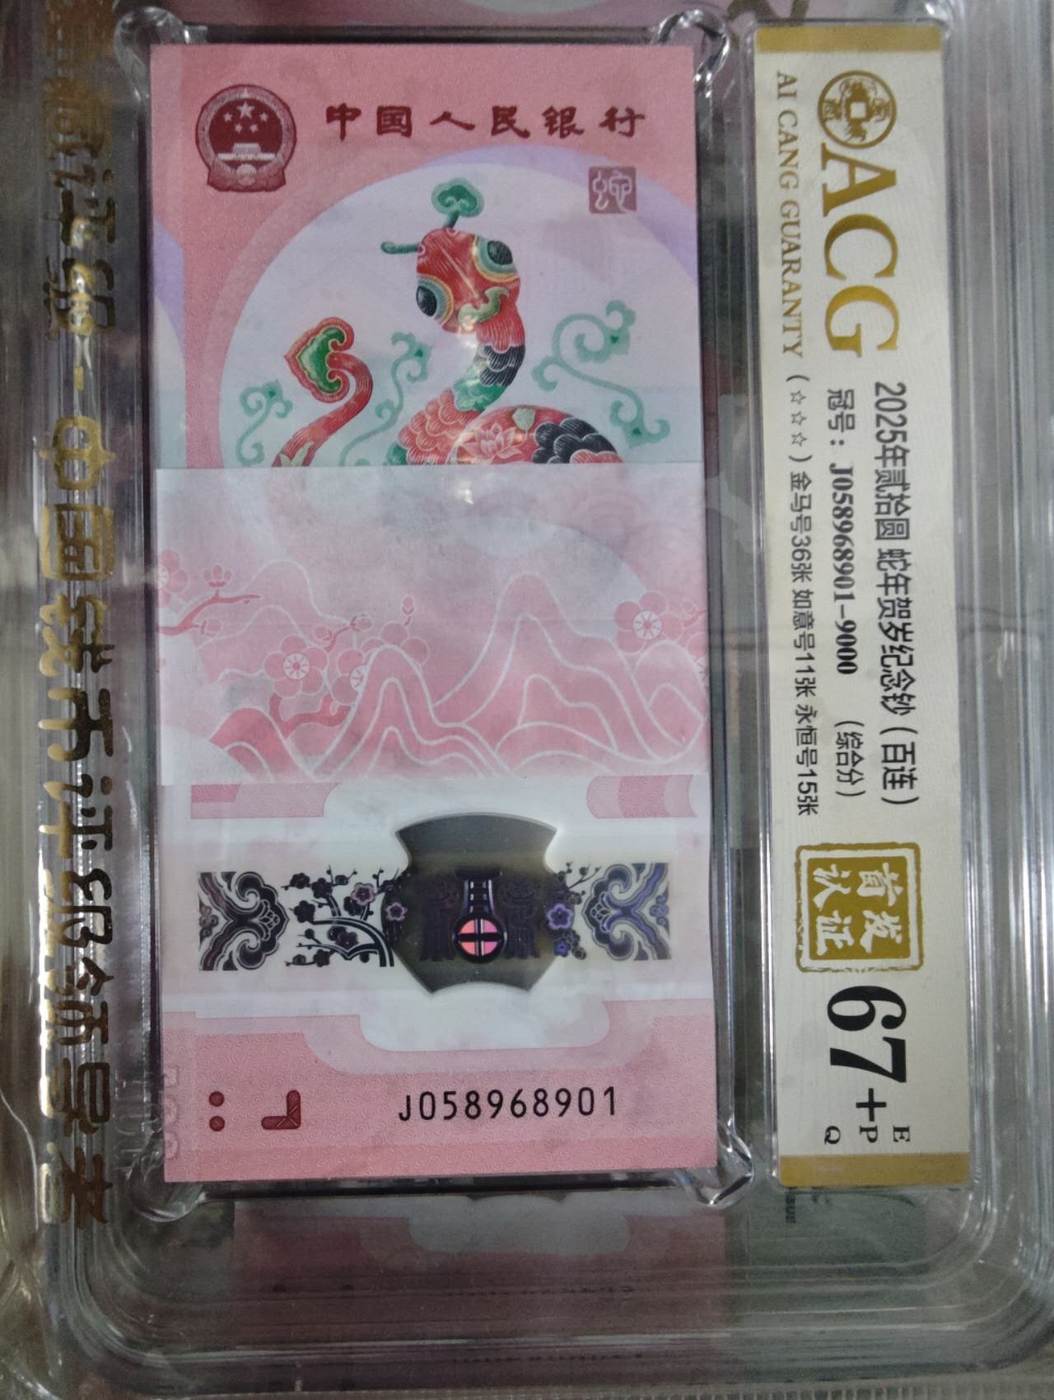 中国人民银行
蛇
J058968901
ACG
AI CANG GUARANTY
2025年贰拾圆 蛇年贺岁纪念钞(百连)
冠号:J058968901-9000 (综合分)
(☆☆☆)金马号36张 如意号11张 永恒号15张
首发
认证
67+E
P
Q